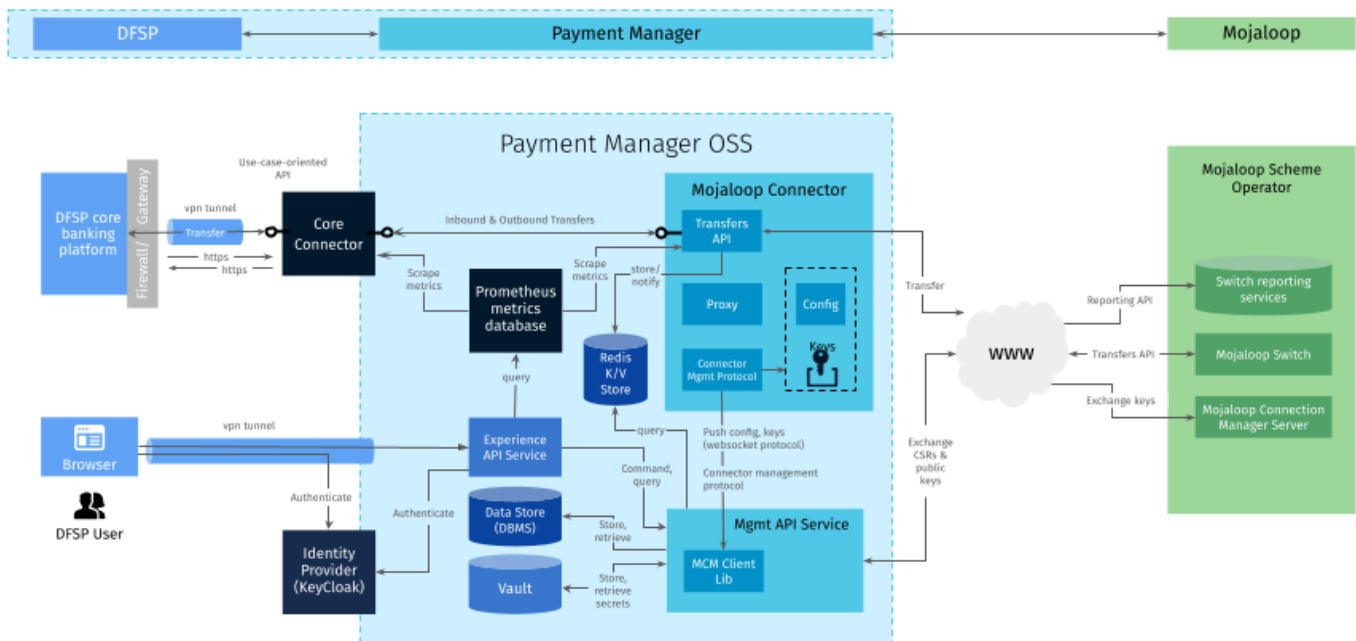 DFSP
Payment Manager
Mojaloop
Payment Manager OSS
Use-case-oriented
API
DFSP core
banking
platform
Firewall/ Gateway
vpn tunnel
Transfer
https
https
Core
Connector
Inbound & Outbound Transfers
Scrape
metrics
Prometheus
metrics
database
Scrape
metrics
store/
notify
Redis
K/V
Store
Mojaloop Connector
Transfers
API
Proxy
Config
Keys
Connector
Mgmt Protocol
Transfer
WWW
Reporting API
Transfers API
Exchange keys
Mojaloop Scheme
Operator
Switch reporting
services
Mojaloop Switch
Mojaloop Connection
Manager Server
query
query
Push config, keys
(websocket protocol)
Connector management
protocol
Exchange
CSRs &
public
keys
Browser
DFSP User
vpn tunnel
Authenticate
Identity
Provider
(KeyCloak)
Authenticate
Experience
API Service
Command,
query
Data Store
(DBMS)
Store,
retrieve
Vault
Store,
retrieve
secrets
Mgmt API Service
MCM Client
Lib